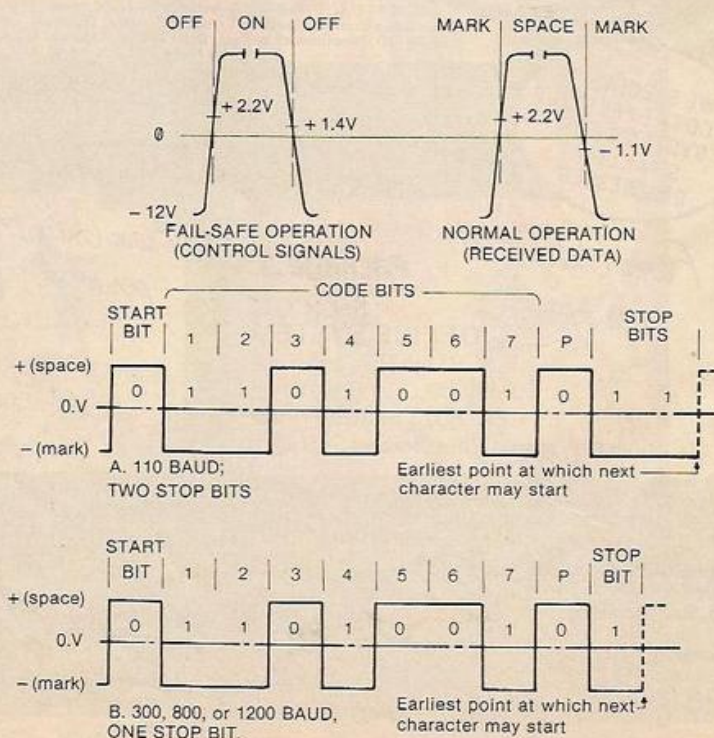 OFF ON OFF MARK SPACE MARK
+ 2.2V + 1.4V + 2.2V
0 − 1.1V
− 12V
FAIL-SAFE OPERATION NORMAL OPERATION
(CONTROL SIGNALS) (RECEIVED DATA)
CODE BITS
START BIT 1 2 3 4 5 6 7 P STOP BITS
+ (space)
0 1 1 0 1 0 0 1 0 1 1
0.V
− (mark)
A. 110 BAUD; Earliest point at which next
TWO STOP BITS character may start
START STOP
BIT 1 2 3 4 5 6 7 P BIT
+ (space)
0 1 1 0 1 0 0 1 0 1
0.V
− (mark)
B. 300, 800, or 1200 BAUD, Earliest point at which next
ONE STOP BIT. character may start